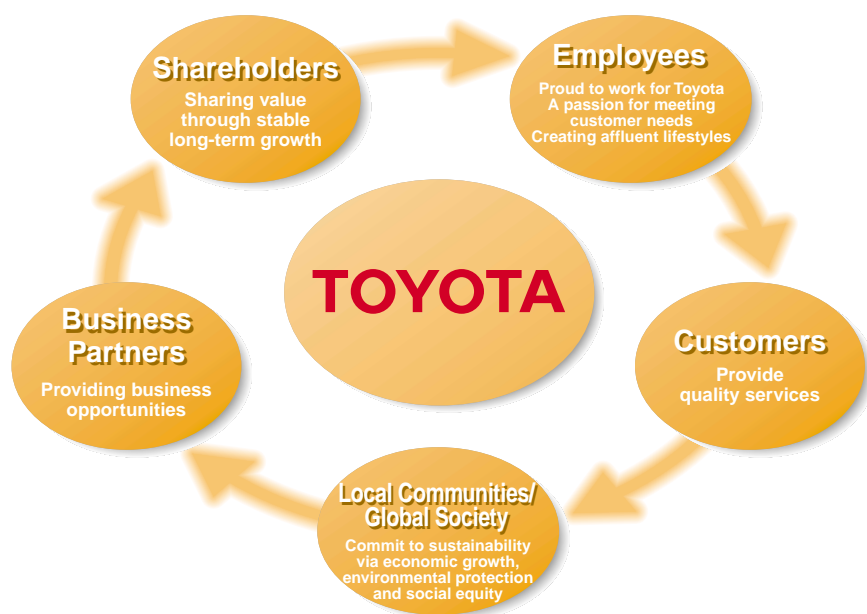 Shareholders
Sharing value
through stable
long-term growth
Employees
Proud to work for Toyota
A passion for meeting
customer needs
Creating affluent lifestyles
TOYOTA
Business
Partners
Providing business
opportunities
Customers
Provide
quality services
Local Communities/
Global Society
Commit to sustainability
via economic growth,
environmental protection
and social equity